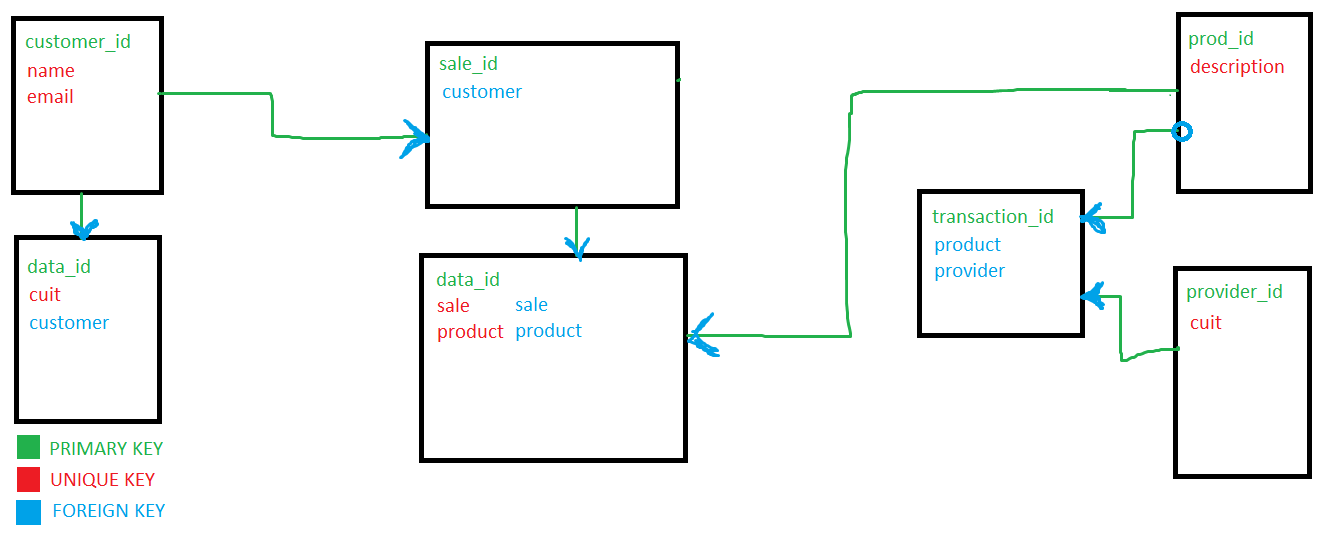 customer_id
name
email
data_id
cuit
customer
sale_id
customer
data_id
sale sale
product product
prod_id
description
transaction_id
product
provider
provider_id
cuit
PRIMARY KEY
UNIQUE KEY
FOREIGN KEY